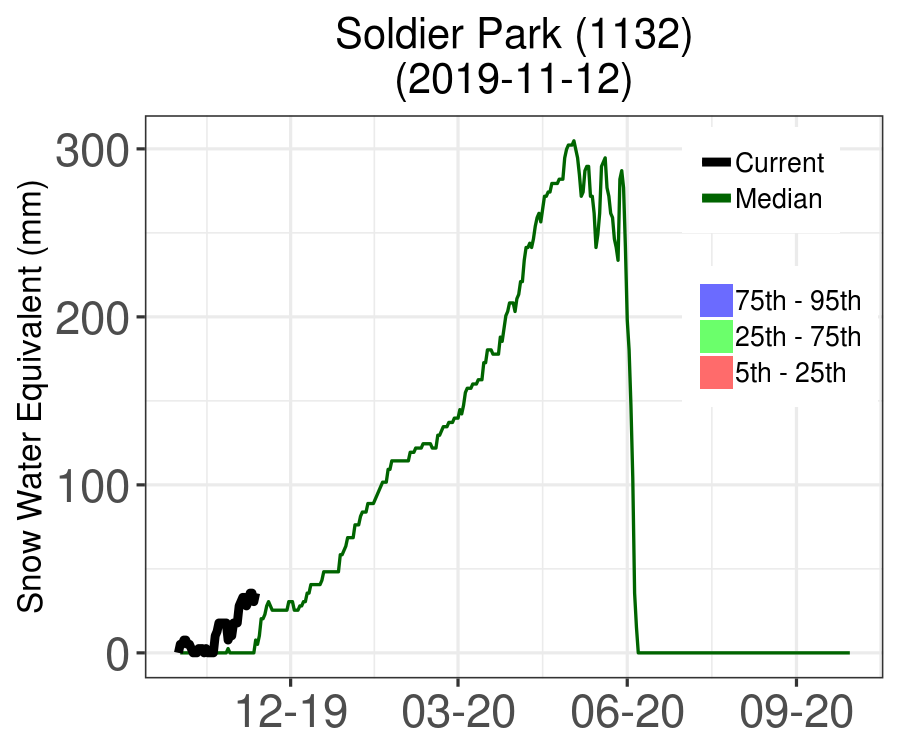 Soldier Park (1132)
(2019-11-12)
Snow Water Equivalent (mm)
300
200
100
0
12-19
03-20
06-20
09-20
Current
Median
75th - 95th
25th - 75th
5th - 25th